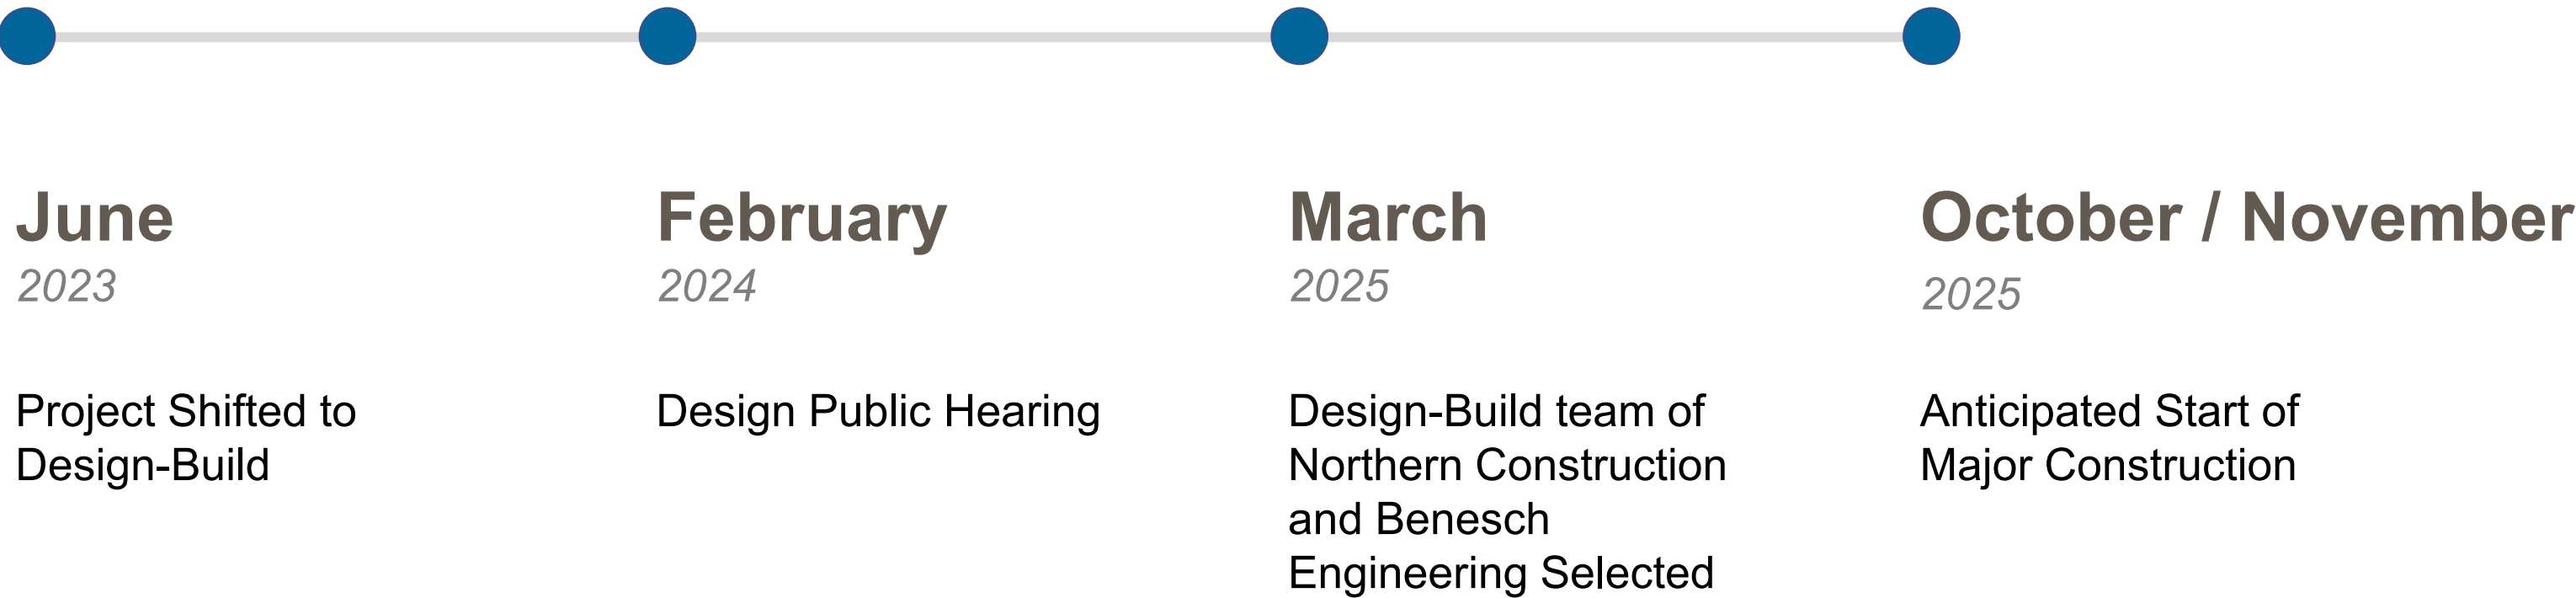 June
2023
Project Shifted to
Design-Build
February
2024
Design Public Hearing
March
2025
Design-Build team of
Northern Construction
and Benesch
Engineering Selected
October / November
2025
Anticipated Start of
Major Construction